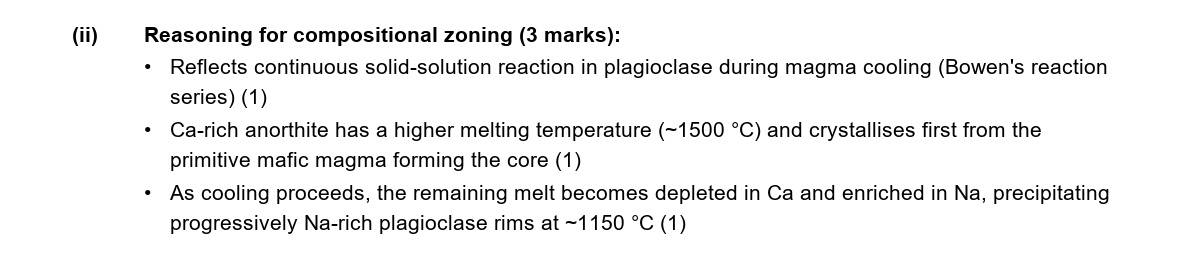 (ii) Reasoning for compositional zoning (3 marks):
• Reflects continuous solid-solution reaction in plagioclase during magma cooling (Bowen's reaction
series) (1)
• Ca-rich anorthite has a higher melting temperature (~1500 °C) and crystallises first from the
primitive mafic magma forming the core (1)
• As cooling proceeds, the remaining melt becomes depleted in Ca and enriched in Na, precipitating
progressively Na-rich plagioclase rims at ~1150 °C (1)